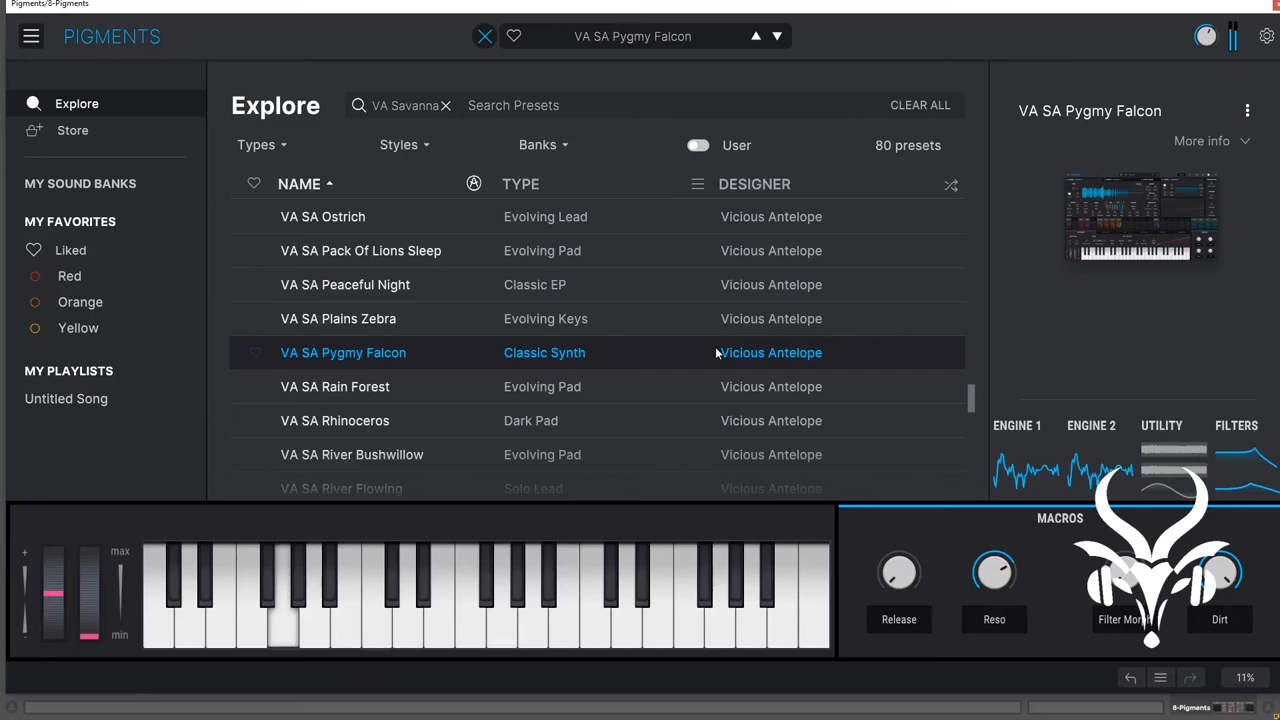 Pigments/8-Pigments
PIGMENTS
VA SA Pygmy Falcon
Explore
Store
MY SOUND BANKS
MY FAVORITES
Liked
Red
Orange
Yellow
MY PLAYLISTS
Untitled Song
Explore
VA Savanna
Search Presets
CLEAR ALL
Types
Styles
Banks
User
80 presets
NAME
TYPE
DESIGNER
VA SA Ostrich Evolving Lead Vicious Antelope
VA SA Pack Of Lions Sleep Evolving Pad Vicious Antelope
VA SA Peaceful Night Classic EP Vicious Antelope
VA SA Plains Zebra Evolving Keys Vicious Antelope
VA SA Pygmy Falcon Classic Synth Vicious Antelope
VA SA Rain Forest Evolving Pad Vicious Antelope
VA SA Rhinoceros Dark Pad Vicious Antelope
VA SA River Bushwillow Evolving Pad Vicious Antelope
VA SA River Flowing Solo Lead Vicious Antelope
VA SA Pygmy Falcon
More info
ENGINE 1
ENGINE 2
UTILITY
FILTERS
+
-
max
min
MACROS
Release
Reso
Filter Morph
Dirt
11%
8-Pigments